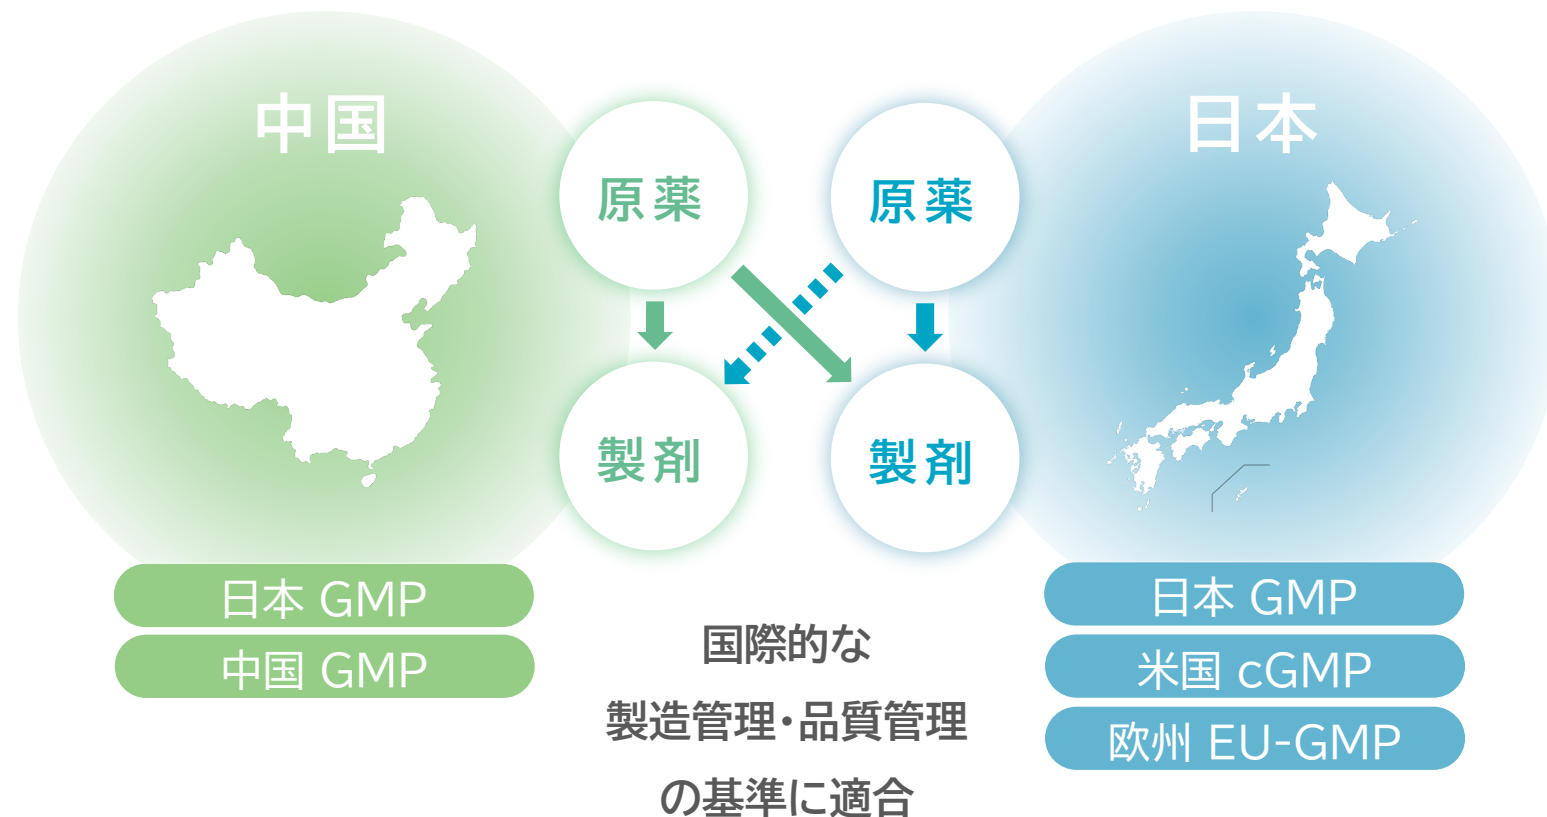 中国
原薬
製剤
日本 GMP
中国 GMP
日本
原薬
製剤
日本 GMP
米国 cGMP
欧州 EU-GMP
国際的な
製造管理・品質管理
の基準に適合